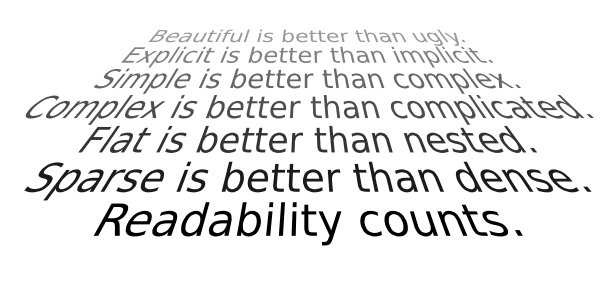 Beautiful is better than ugly.
Explicit is better than implicit.
Simple is better than complex.
Complex is better than complicated.
Flat is better than nested.
Sparse is better than dense.
Readability counts.